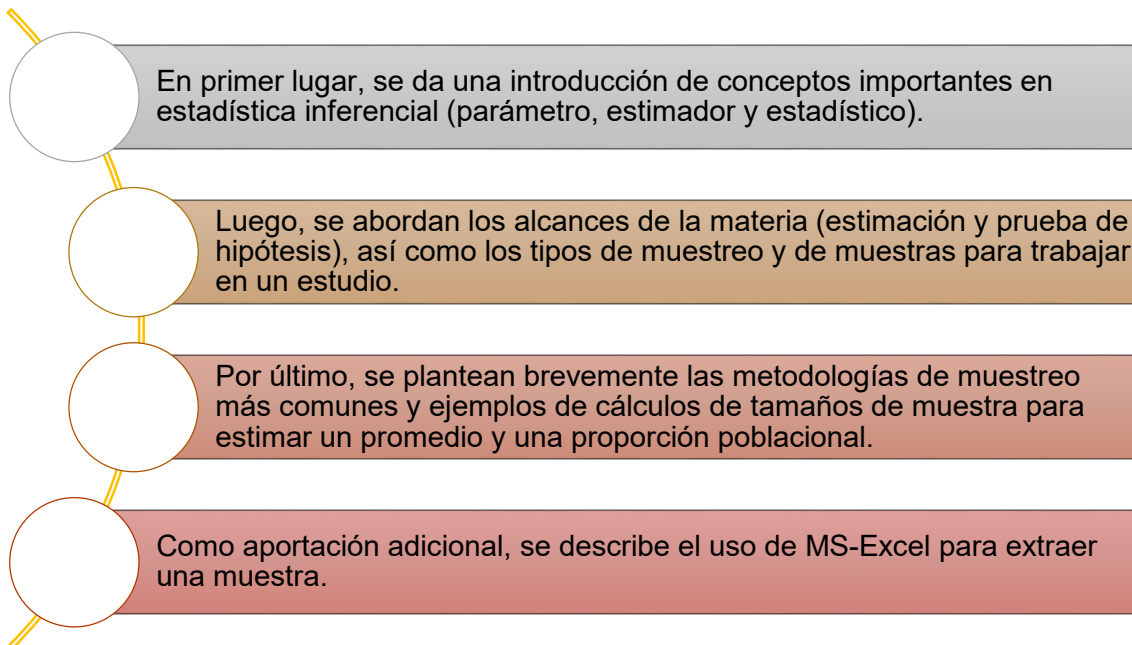 En primer lugar, se da una introducción de conceptos importantes en
estadística inferencial (parámetro, estimador y estadístico).
Luego, se abordan los alcances de la materia (estimación y prueba de
hipótesis), así como los tipos de muestreo y de muestras para trabajar
en un estudio.
Por último, se plantean brevemente las metodologías de muestreo
más comunes y ejemplos de cálculos de tamaños de muestra para
estimar un promedio y una proporción poblacional.
Como aportación adicional, se describe el uso de MS-Excel para extraer
una muestra.